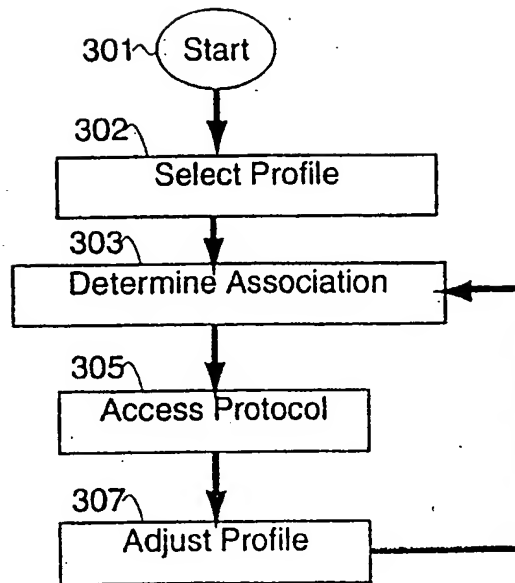 301 Start
302
Select Profile
303
Determine Association
305
Access Protocol
307
Adjust Profile